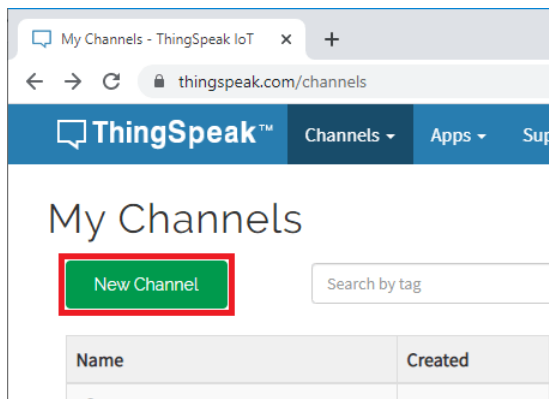 My Channels - ThingSpeak IoT
thingspeak.com/channels
ThingSpeak™ Channels Apps Sup
My Channels
New Channel Search by tag
Name Created